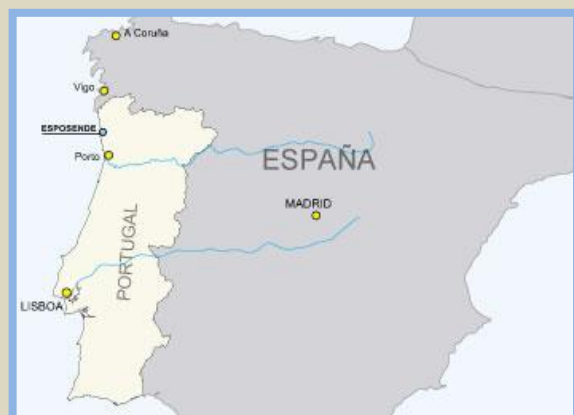 A Coruña
Vigo
ESPOSENDE
Porto
ESPAÑA
MADRID
PORTUGAL
LISBOA